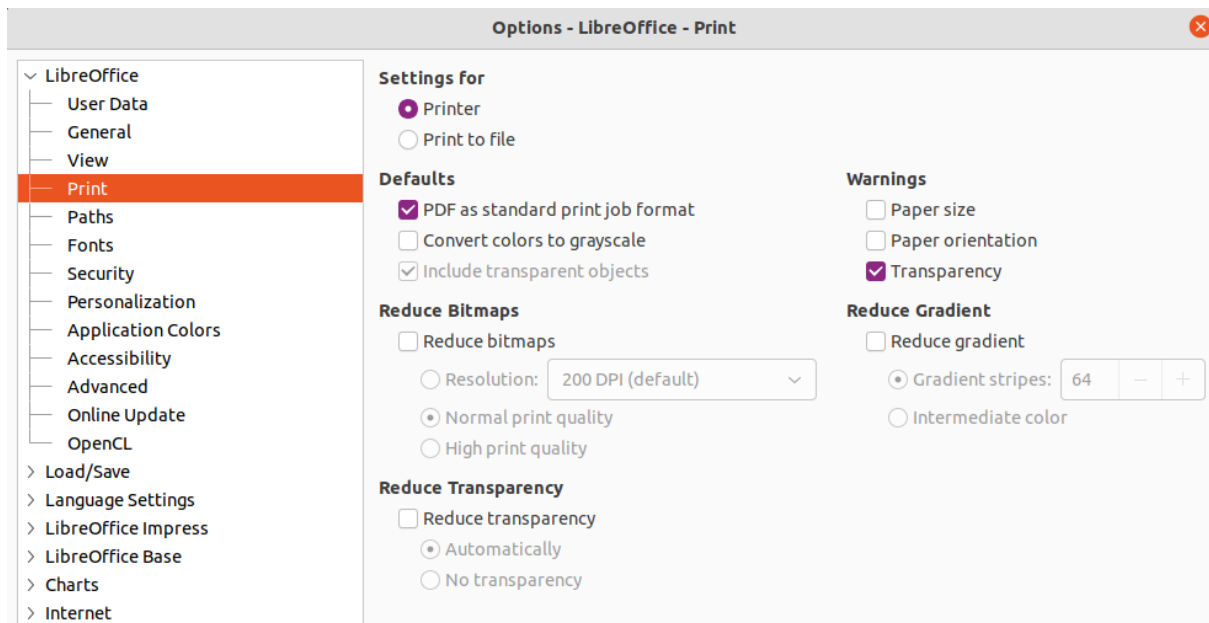 Options - LibreOffice - Print
LibreOffice
User Data
General
View
Print
Paths
Fonts
Security
Personalization
Application Colors
Accessibility
Advanced
Online Update
OpenCL
Load/Save
Language Settings
LibreOffice Impress
LibreOffice Base
Charts
Internet
Settings for
Printer
Print to file
Defaults
PDF as standard print job format
Convert colors to grayscale
Include transparent objects
Warnings
Paper size
Paper orientation
Transparency
Reduce Bitmaps
Reduce bitmaps
Resolution: 200 DPI (default)
Normal print quality
High print quality
Reduce Gradient
Reduce gradient
Gradient stripes: 64 − +
Intermediate color
Reduce Transparency
Reduce transparency
Automatically
No transparency